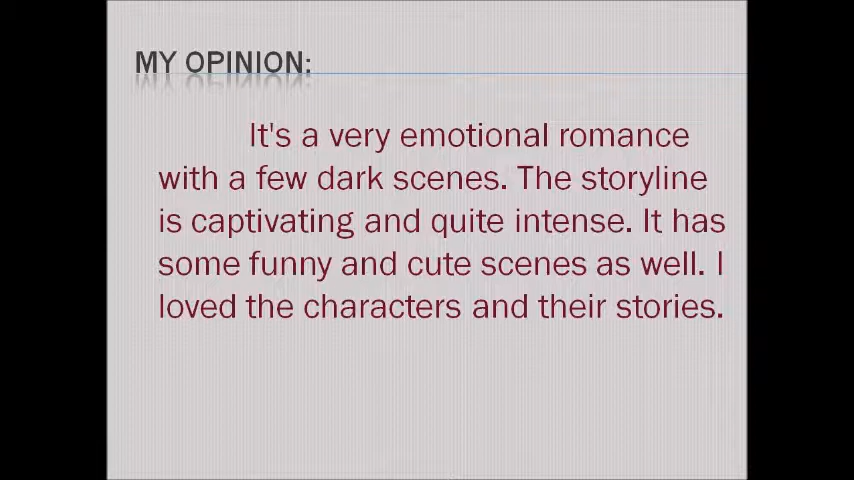 MY OPINION:
It's a very emotional romance
with a few dark scenes. The storyline
is captivating and quite intense. It has
some funny and cute scenes as well. I
loved the characters and their stories.